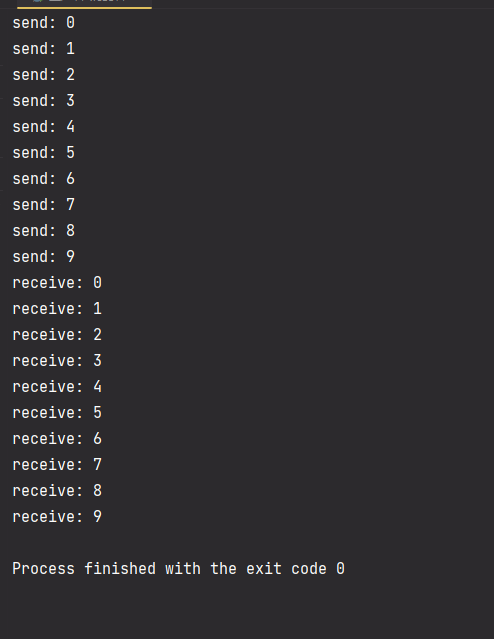 send: 0
send: 1
send: 2
send: 3
send: 4
send: 5
send: 6
send: 7
send: 8
send: 9
receive: 0
receive: 1
receive: 2
receive: 3
receive: 4
receive: 5
receive: 6
receive: 7
receive: 8
receive: 9
Process finished with the exit code 0